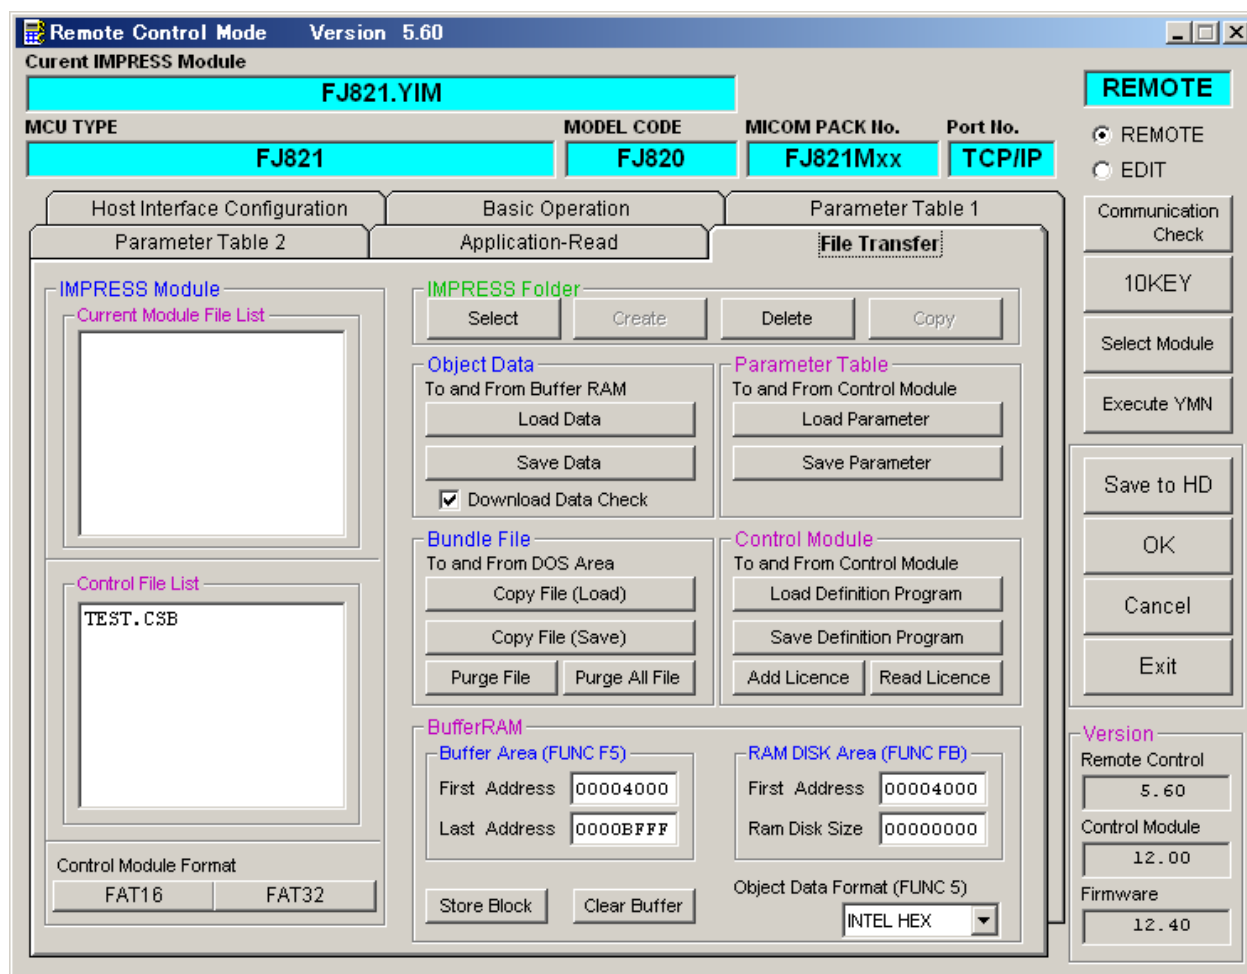 Remote Control Mode Version 5.60
Curent IMPRESS Module
FJ821.YIM
REMOTE
MCU TYPE MODEL CODE MICOM PACK No. Port No.
FJ821 FJ820 FJ821Mxx TCP/IP
REMOTE
EDIT
Host Interface Configuration Basic Operation Parameter Table 1
Parameter Table 2 Application-Read File Transfer
Communication
Check
10KEY
Select Module
Execute YMN
Save to HD
OK
Cancel
Exit
Version
Remote Control
5.60
Control Module
12.00
Firmware
12.40
IMPRESS Module
Current Module File List
Control File List
TEST.CSB
Control Module Format
FAT16 FAT32
IMPRESS Folder
Select Create Delete Copy
Object Data
To and From Buffer RAM
Load Data
Save Data
Download Data Check
Parameter Table
To and From Control Module
Load Parameter
Save Parameter
Bundle File
To and From DOS Area
Copy File (Load)
Copy File (Save)
Purge File Purge All File
Control Module
To and From Control Module
Load Definition Program
Save Definition Program
Add Licence Read Licence
BufferRAM
Buffer Area (FUNC F5)
First Address 00004000
Last Address 0000BFFF
RAM DISK Area (FUNC FB)
First Address 00004000
Ram Disk Size 00000000
Store Block Clear Buffer
Object Data Format (FUNC 5)
INTEL HEX